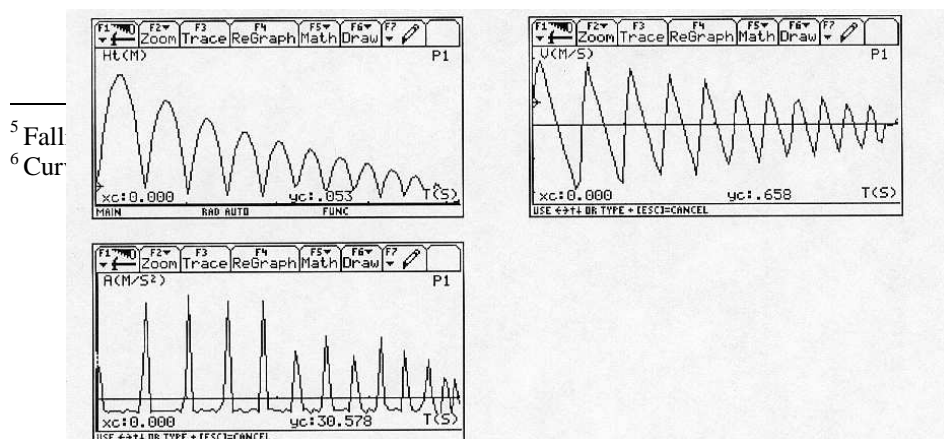 F1 F2 F3 F4 F5 F6 F7
Zoom Trace ReGraph Math Draw
Ht(M) P1
xc:0.000 yc:.053 T(S)
MAIN RAD AUTO FUNC
F1 F2 F3 F4 F5 F6 F7
Zoom Trace ReGraph Math Draw
V(M/S) P1
xc:0.000 yc:.658 T(S)
USE ←→↑↓ OR TYPE + [ESC]=CANCEL
5 Fall
6 Cur
F1 F2 F3 F4 F5 F6 F7
Zoom Trace ReGraph Math Draw
A(M/S²) P1
xc:0.000 yc:30.578 T(S)
USE ←→↑↓ OR TYPE + [ESC]=CANCEL